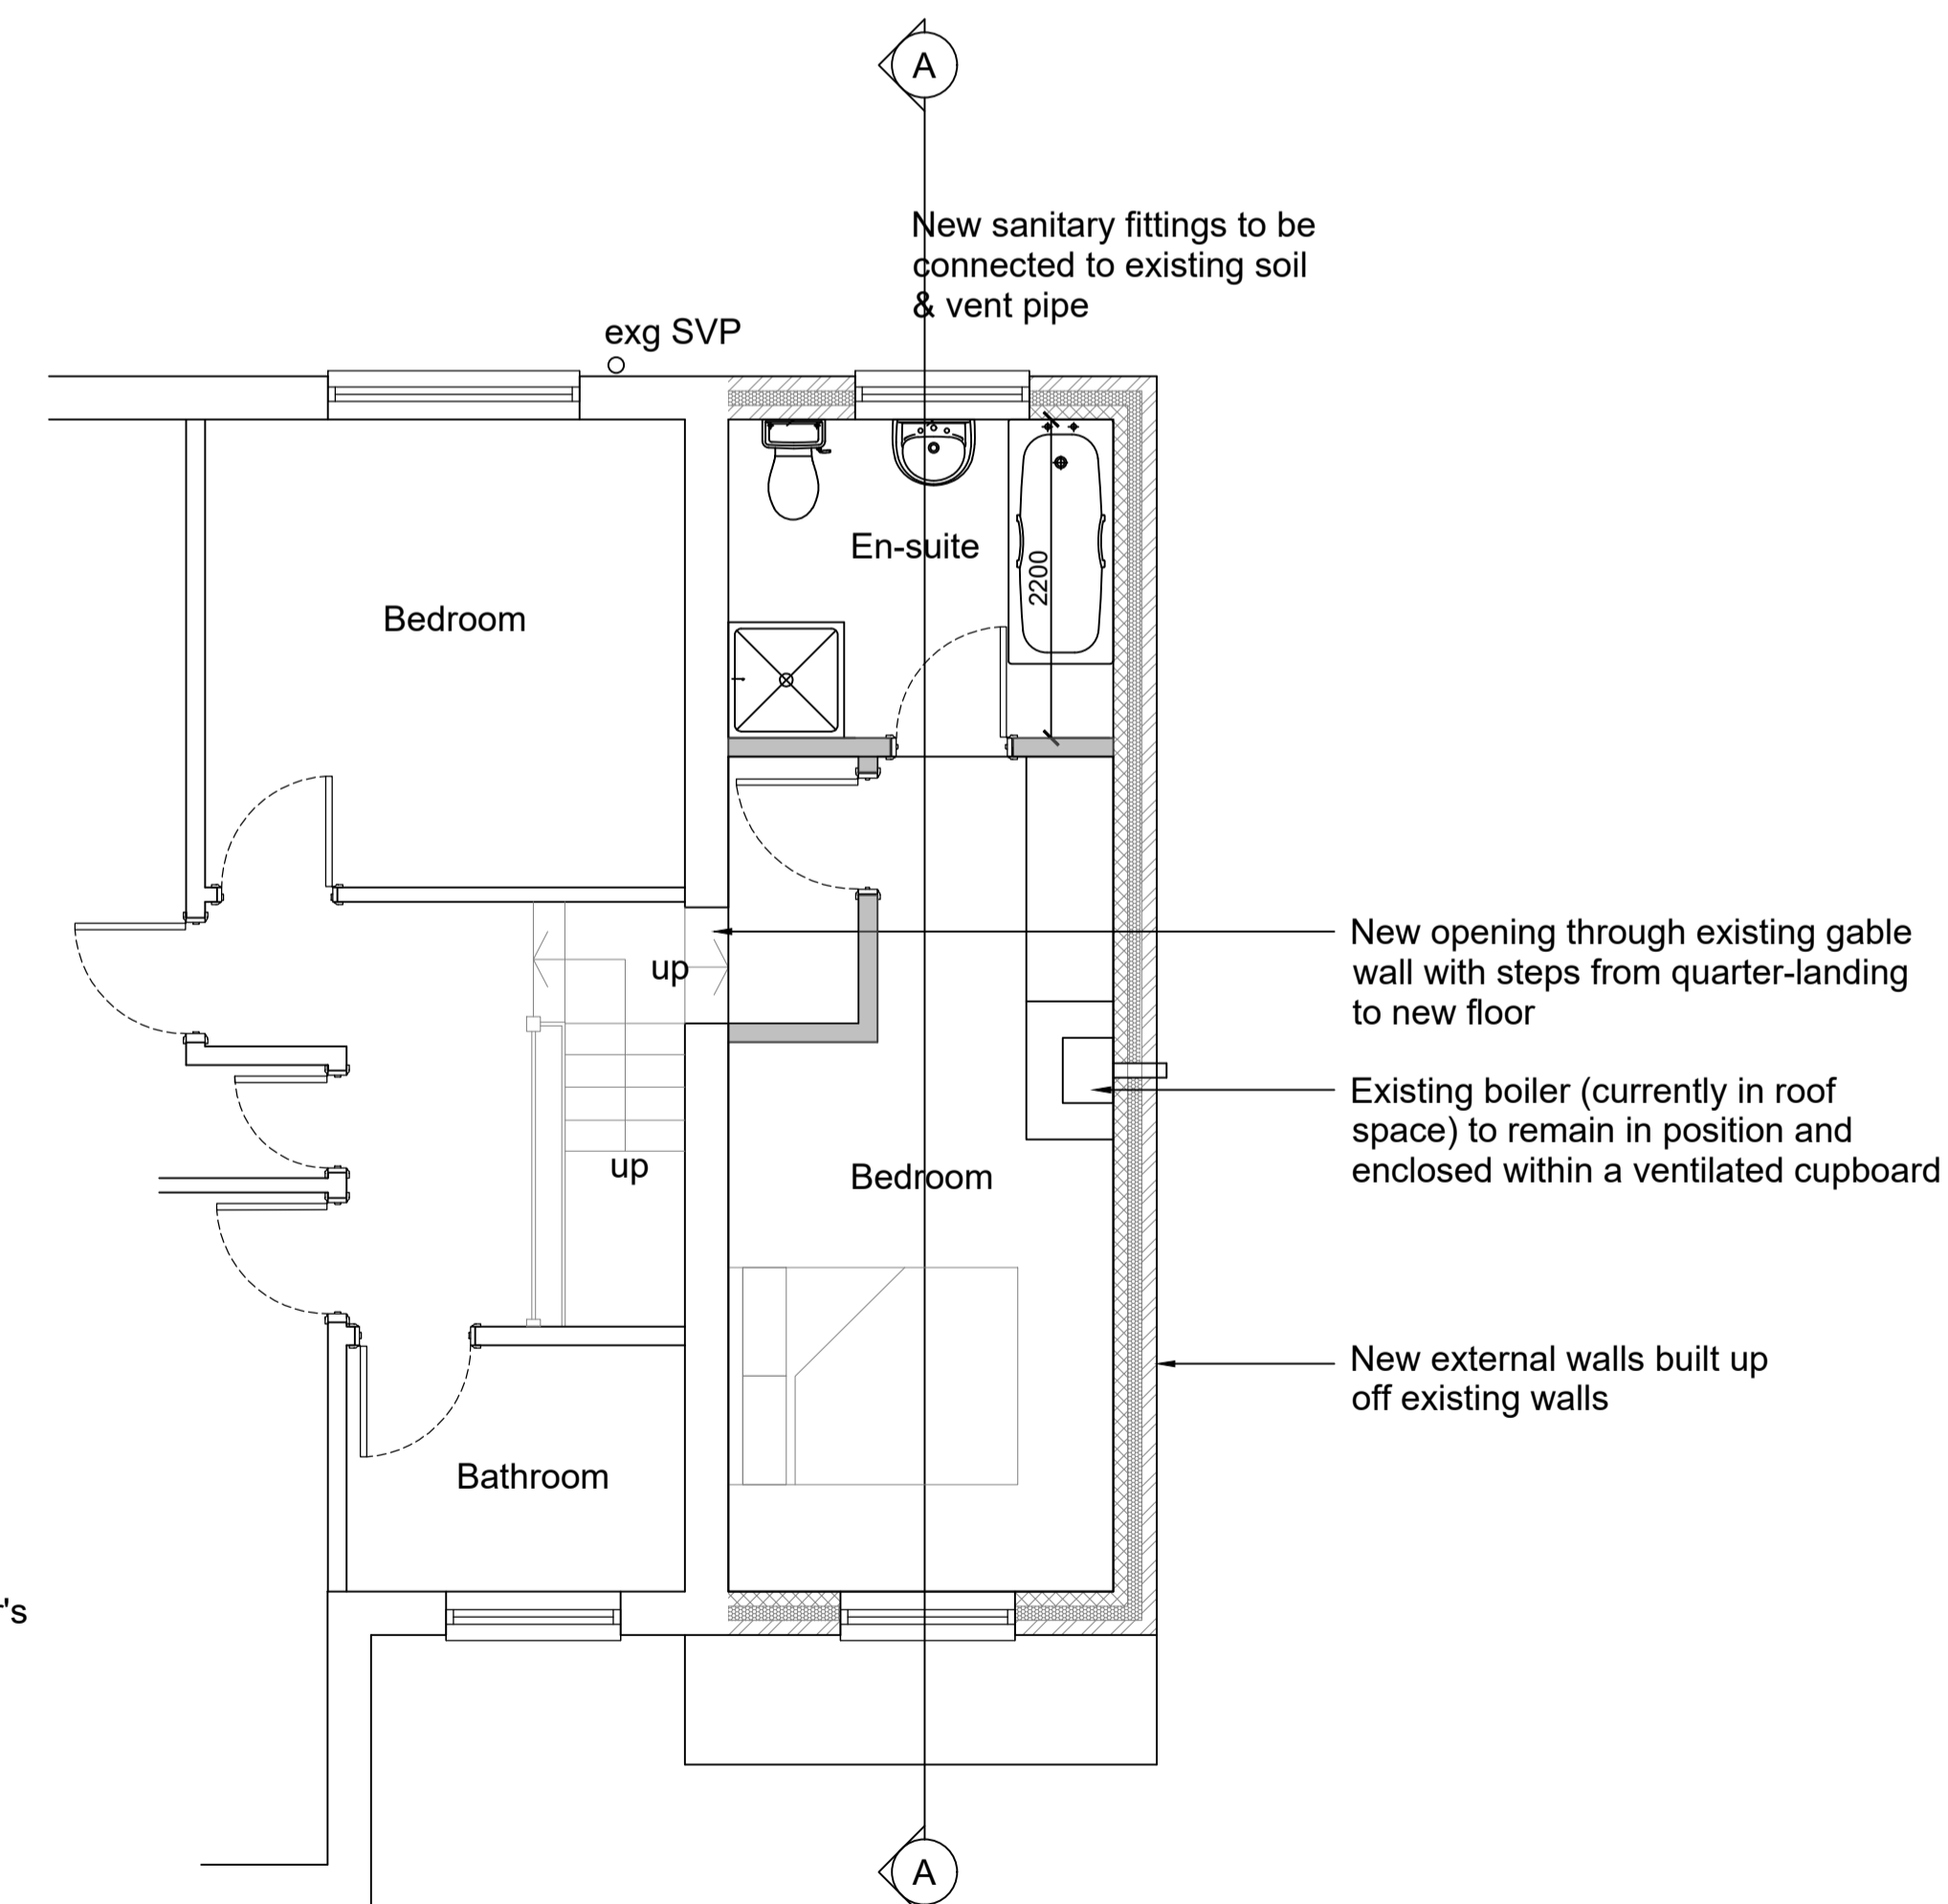 A
New sanitary fittings to be
connected to existing soil
& vent pipe
exg SVP
En-suite
2200
Bedroom
up
New opening through existing gable
wall with steps from quarter-landing
to new floor
Existing boiler (currently in roof
space) to remain in position and
enclosed within a ventilated cupboard
up
Bedroom
New external walls built up
off existing walls
Bathroom
r's
A